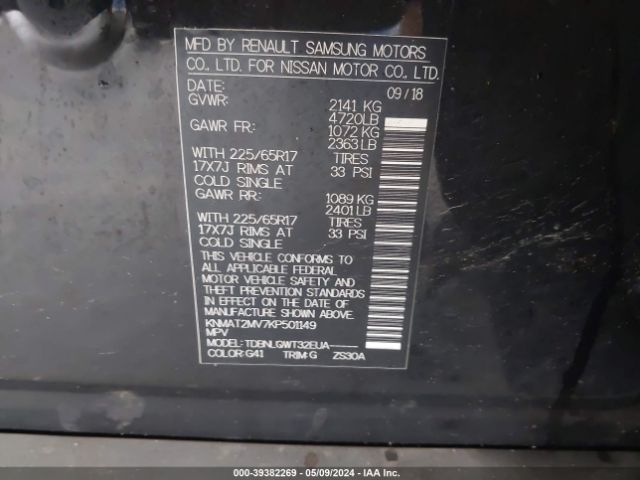 MFD BY RENAULT SAMSUNG MOTORS
CO. LTD. FOR NISSAN MOTOR CO., LTD.
DATE: 09/18
GVWR: 2141 KG
4720LB
GAWR FR: 1072 KG
2363LB
WITH 225/65R17 TIRES
17X7J RIMS AT 33 PSI
COLD SINGLE
GAWR RR: 1089 KG
2401LB
WITH 225/65R17 TIRES
17X7J RIMS AT 33 PSI
COLD SINGLE
THIS VEHICLE CONFORMS TO
ALL APPLICABLE FEDERAL
MOTOR VEHICLE SAFETY AND
THEFT PREVENTION STANDARDS
IN EFFECT ON THE DATE OF
MANUFACTURE SHOWN ABOVE.
KNMAT2MV7KP501149
MPV
MODEL: TDBNLGWT32EUA-----
COLOR: G41 TRIM: G ZS30A
000-39382269 - 05/09/2024 - IAA, Inc.